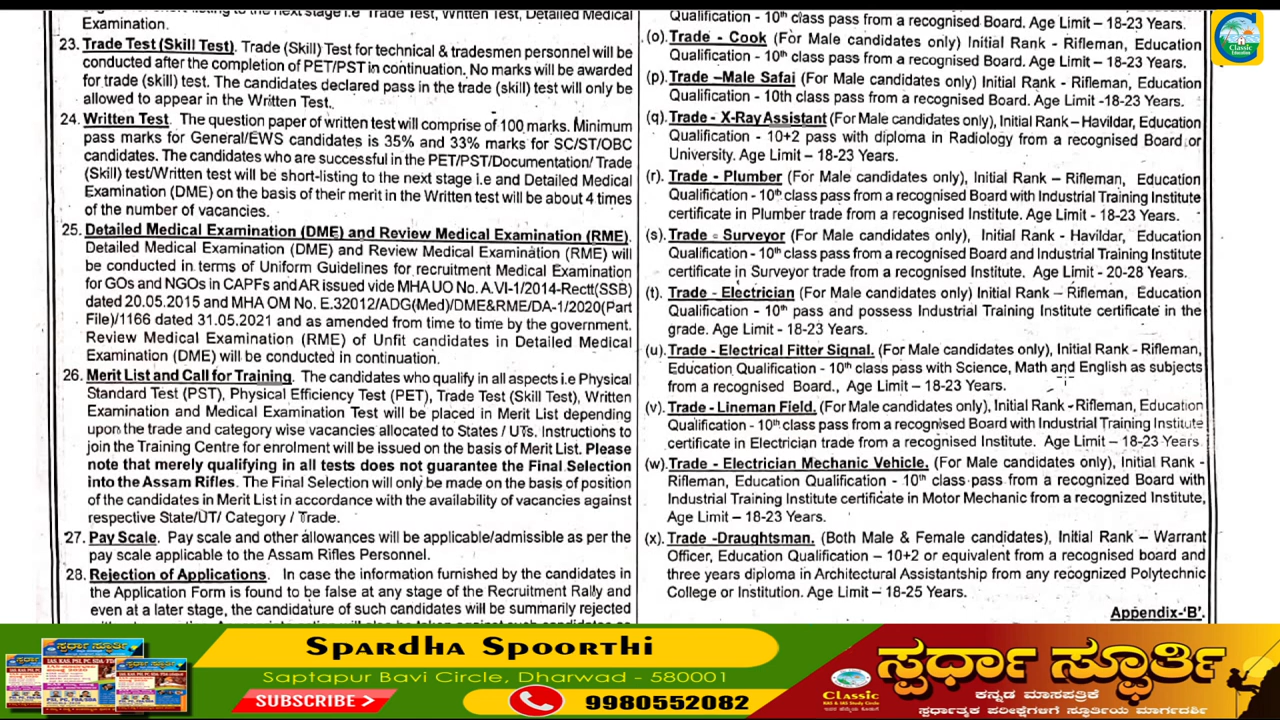 the next stage i.e Trade Test, Written Test, Detailed Medical
Examination.
23. Trade Test (Skill Test). Trade (Skill) Test for technical & tradesmen personnel will be
conducted after the completion of PET/PST in continuation. No marks will be awarded
for trade (skill) test. The candidates declared pass in the trade (skill) test will only be
allowed to appear in the Written Test.
24. Written Test. The question paper of written test will comprise of 100 marks. Minimum
pass marks for General/EWS candidates is 35% and 33% marks for SC/ST/OBC
candidates. The candidates who are successful in the PET/PST/Documentation/ Trade
(Skill) test/Written test will be short-listing to the next stage i.e and Detailed Medical
Examination (DME) on the basis of their merit in the Written test will be about 4 times
of the number of vacancies.
25. Detailed Medical Examination (DME) and Review Medical Examination (RME).
Detailed Medical Examination (DME) and Review Medical Examination (RME) will
be conducted in terms of Uniform Guidelines for recruitment Medical Examination
for GOs and NGOs in CAPFs and AR issued vide MHA UO No. A.VI-1/2014-Rectt(SSB)
dated 20.05.2015 and MHA OM No. E.32012/ADG(Med)/DME&RME/DA-1/2020(Part
File)/1166 dated 31.05.2021 and as amended from time to time by the government.
Review Medical Examination (RME) of Unfit candidates in Detailed Medical
Examination (DME) will be conducted in continuation.
26. Merit List and Call for Training. The candidates who qualify in all aspects i.e Physical
Standard Test (PST), Physical Efficiency Test (PET), Trade Test (Skill Test), Written
Examination and Medical Examination Test will be placed in Merit List depending
upon the trade and category wise vacancies allocated to States / UTs. Instructions to
join the Training Centre for enrolment will be issued on the basis of Merit List. Please
note that merely qualifying in all tests does not guarantee the Final Selection
into the Assam Rifles. The Final Selection will only be made on the basis of position
of the candidates in Merit List in accordance with the availability of vacancies against
respective State/UT/ Category / Trade.
27. Pay Scale. Pay scale and other allowances will be applicable/admissible as per the
pay scale applicable to the Assam Rifles Personnel.
28. Rejection of Applications. In case the information furnished by the candidates in
the Application Form is found to be false at any stage of the Recruitment Rally and
even at a later stage, the candidature of such candidates will be summarily rejected
Qualification - 10th class pass from a recognised Board. Age Limit – 18-23 Years.
(o). Trade - Cook (For Male candidates only) Initial Rank - Rifleman, Education
Qualification - 10th class pass from a recognised Board. Age Limit – 18-23 Years.
(p). Trade –Male Safai (For Male candidates only) Initial Rank - Rifleman, Education
Qualification - 10th class pass from a recognised Board. Age Limit -18-23 Years.
(q). Trade - X-Ray Assistant (For Male candidates only), Initial Rank – Havildar, Education
Qualification - 10+2 pass with diploma in Radiology from a recognised Board or
University. Age Limit – 18-23 Years.
(r). Trade - Plumber (For Male candidates only), Initial Rank – Rifleman, Education
Qualification - 10th class pass from a recognised Board with Industrial Training Institute
certificate in Plumber trade from a recognised Institute. Age Limit - 18-23 Years.
(s). Trade - Surveyor (For Male candidates only), Initial Rank - Havildar, Education
Qualification - 10th class pass from a recognised Board and Industrial Training Institute
certificate in Surveyor trade from a recognised Institute. Age Limit - 20-28 Years.
(t). Trade - Electrician (For Male candidates only) Initial Rank – Rifleman, Education
Qualification - 10th pass and possess Industrial Training Institute certificate in the
grade. Age Limit - 18-23 Years.
(u). Trade - Electrical Fitter Signal. (For Male candidates only), Initial Rank - Rifleman,
Education Qualification - 10th class pass with Science, Math and English as subjects
from a recognised Board., Age Limit – 18-23 Years.
(v). Trade - Lineman Field. (For Male candidates only), Initial Rank - Rifleman, Education
Qualification - 10th class pass from a recognised Board with Industrial Training Institute
certificate in Electrician trade from a recognised Institute. Age Limit – 18-23 Years.
(w). Trade - Electrician Mechanic Vehicle. (For Male candidates only), Initial Rank -
Rifleman, Education Qualification - 10th class pass from a recognized Board with
Industrial Training Institute certificate in Motor Mechanic from a recognized Institute,
Age Limit – 18-23 Years.
(x). Trade -Draughtsman. (Both Male & Female candidates), Initial Rank – Warrant
Officer, Education Qualification – 10+2 or equivalent from a recognised board and
three years diploma in Architectural Assistantship from any recognized Polytechnic
College or Institution. Age Limit – 18-25 Years.
Appendix-'B'.
Classic
Education
Spardha Spoorthi
Saptapur Bavi Circle, Dharwad - 580001
SUBSCRIBE
9980552082
Classic
KAS & IAS Study Circle
ಸ್ಪರ್ಧಾ ಸ್ಫೂರ್ತಿ
ಕನ್ನಡ ಮಾಸಪತ್ರಿಕೆ
ಸ್ಪರ್ಧಾತ್ಮಕ ಪರೀಕ್ಷೆಗಳಿಗೆ ಸ್ಫೂರ್ತಿಯ ಮಾರ್ಗದರ್ಶಿ